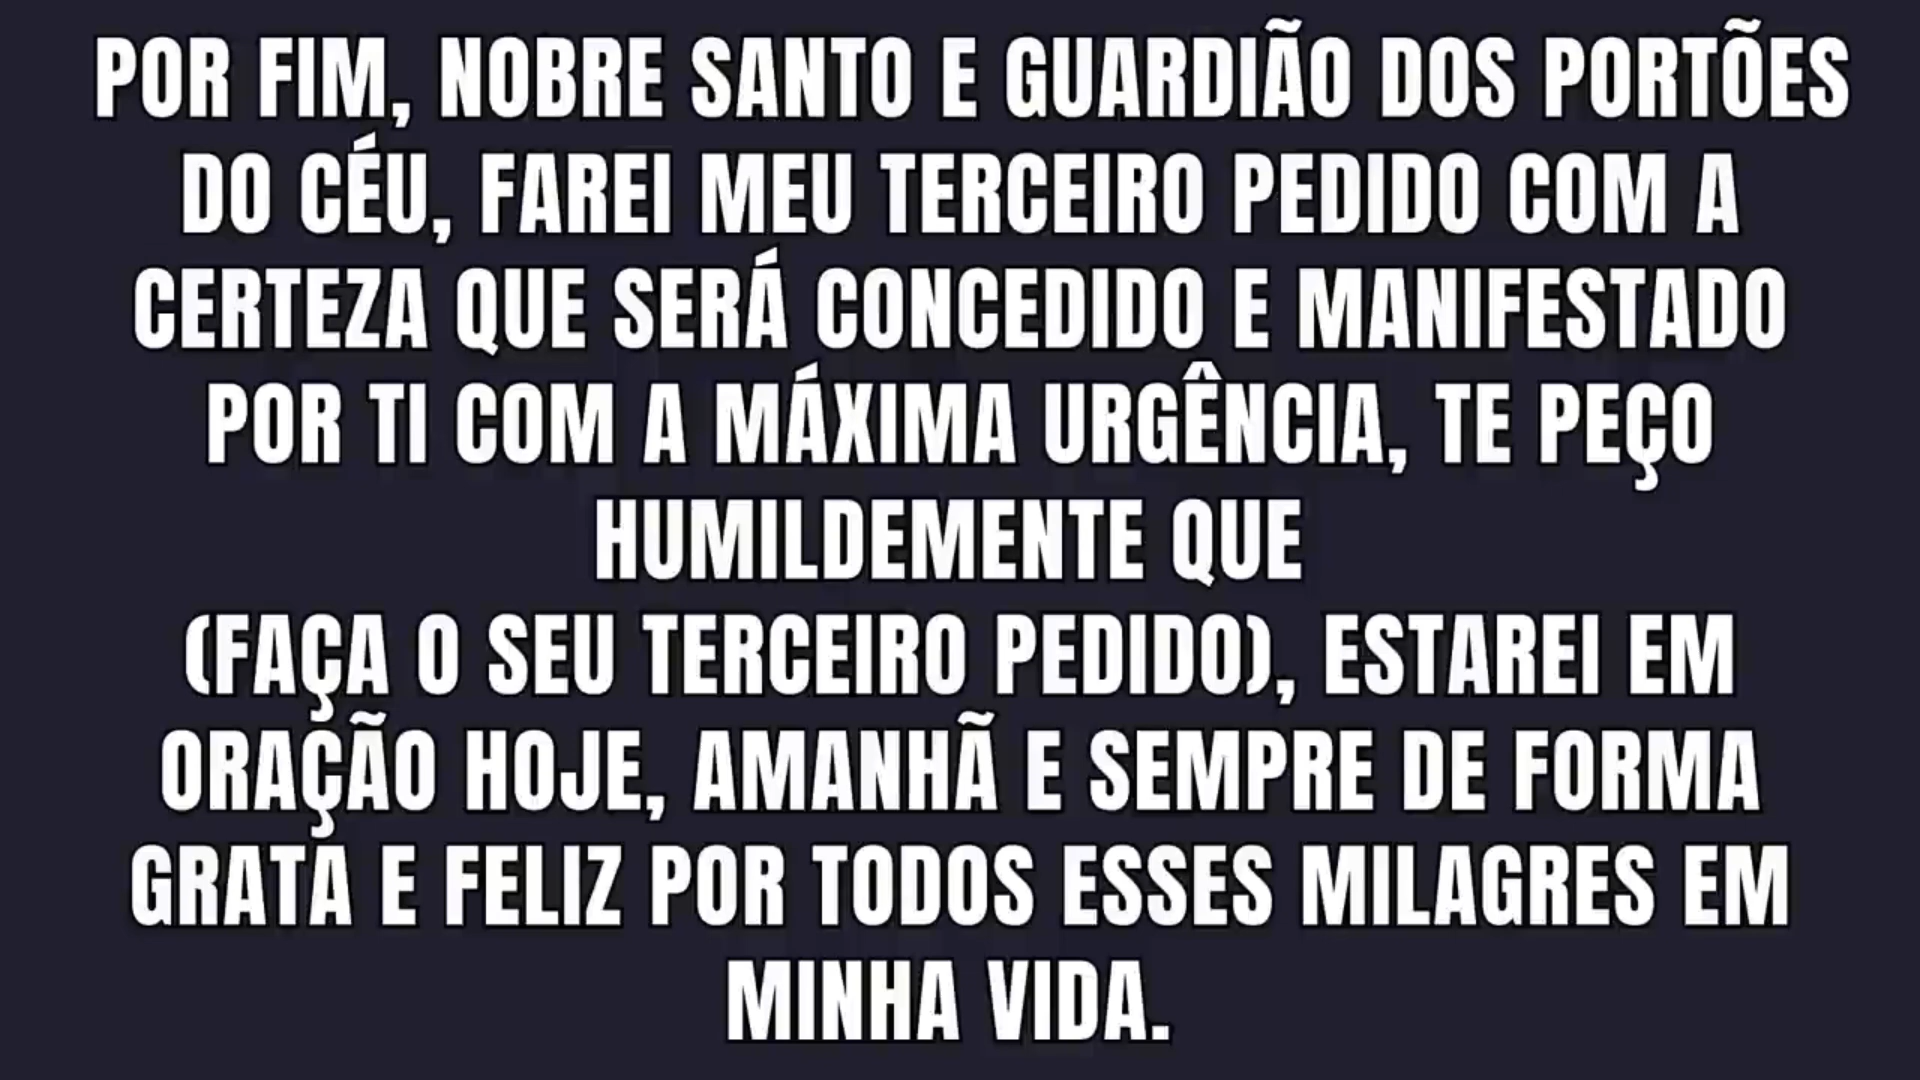 POR FIM, NOBRE SANTO E GUARDIÃO DOS PORTÕES
DO CÉU, FAREI MEU TERCEIRO PEDIDO COM A
CERTEZA QUE SERÁ CONCEDIDO E MANIFESTADO
POR TI COM A MÁXIMA URGÊNCIA, TE PEÇO
HUMILDEMENTE QUE
(FAÇA O SEU TERCEIRO PEDIDO), ESTAREI EM
ORAÇÃO HOJE, AMANHÃ E SEMPRE DE FORMA
GRATA E FELIZ POR TODOS ESSES MILAGRES EM
MINHA VIDA.